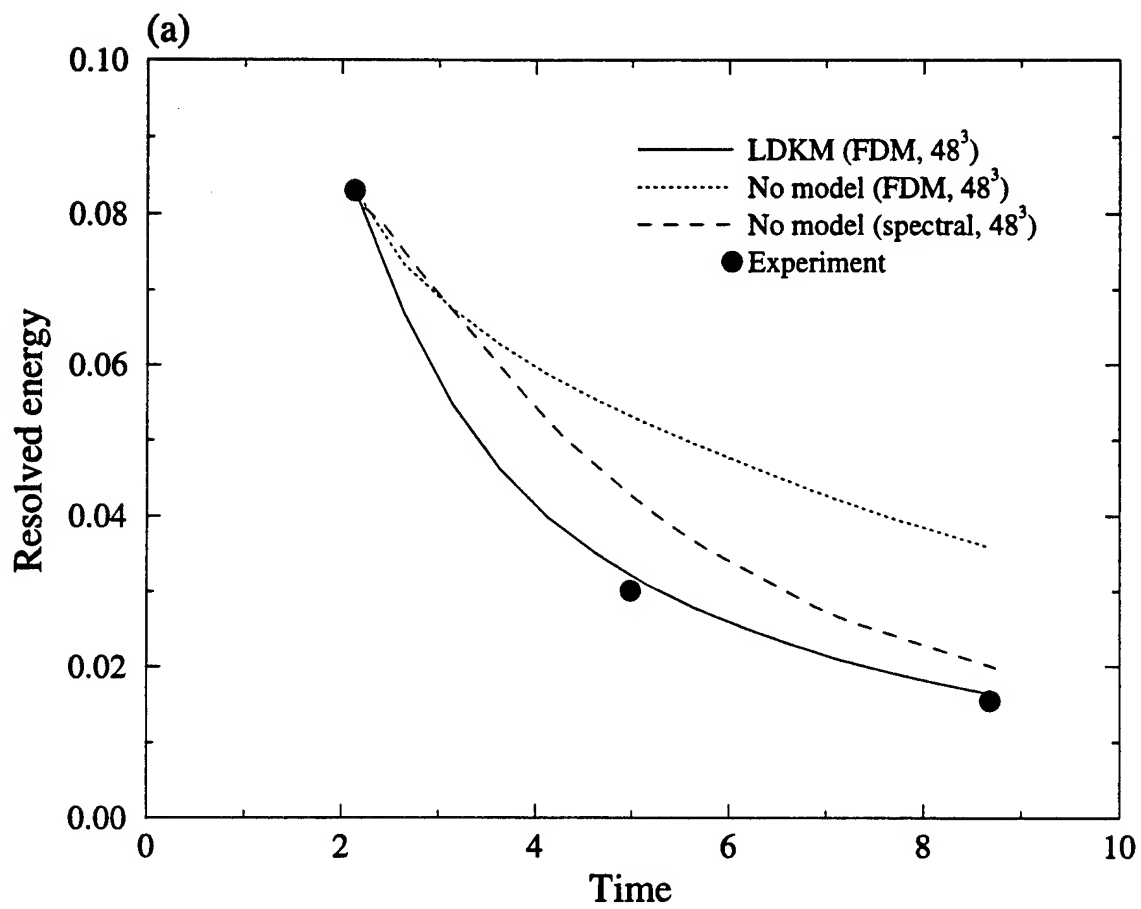 (a)
0.10
0.08
0.06
0.04
0.02
0.00
Resolved energy
LDKM (FDM, 48³)
No model (FDM, 48³)
No model (spectral, 48³)
Experiment
0 2 4 6 8 10
Time